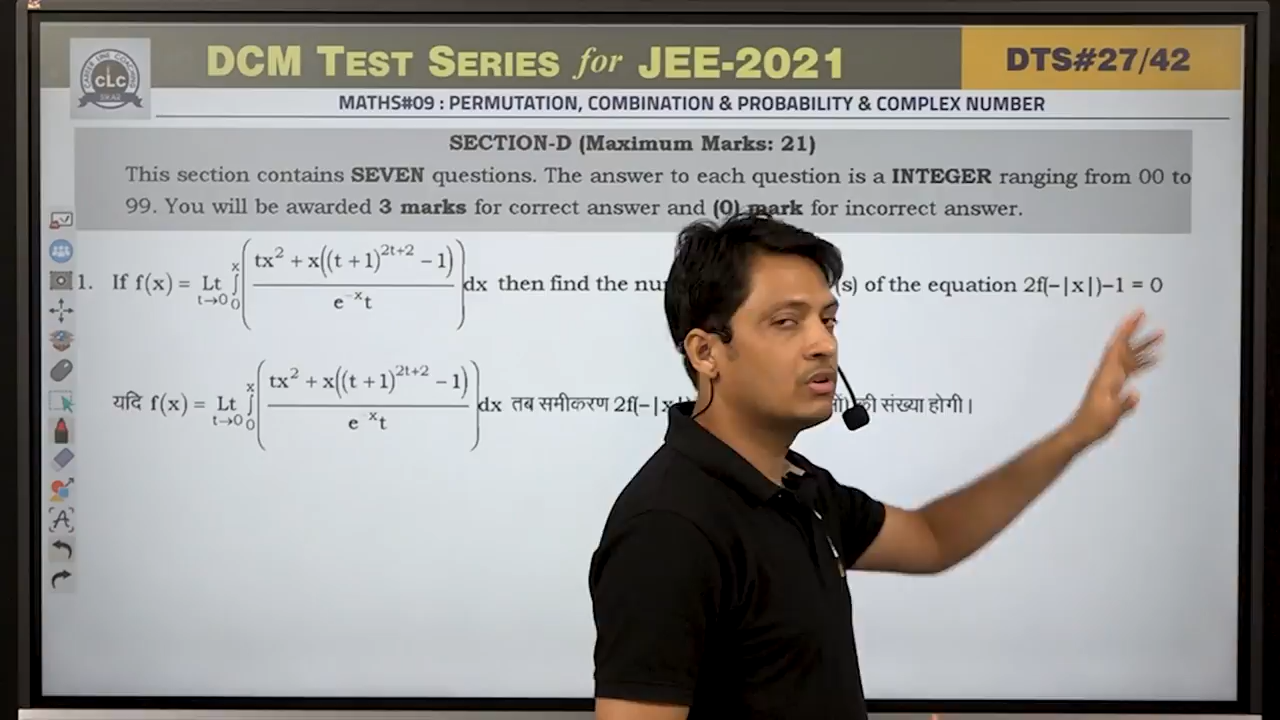 DCM TEST SERIES for JEE-2021
DTS#27/42
CAREER LINE COACHING
CLC
SIKAR
MATHS#09 : PERMUTATION, COMBINATION & PROBABILITY & COMPLEX NUMBER
SECTION-D (Maximum Marks: 21)
This section contains SEVEN questions. The answer to each question is a INTEGER ranging from 00 to
99. You will be awarded 3 marks for correct answer and (0) mark for incorrect answer.
1. If f(x) = Lt t→0 ∫₀ˣ ( (tx² + x((t + 1)^(2t+2) − 1)) / (e^(−x) t) ) dx then find the (s) of the equation 2f(−|x|)−1 = 0
यदि f(x) = Lt t→0 ∫₀ˣ ( (tx² + x((t + 1)^(2t+2) − 1)) / (e^x t) ) dx तब समीकरण 2f(−|x| की संख्या होगी।